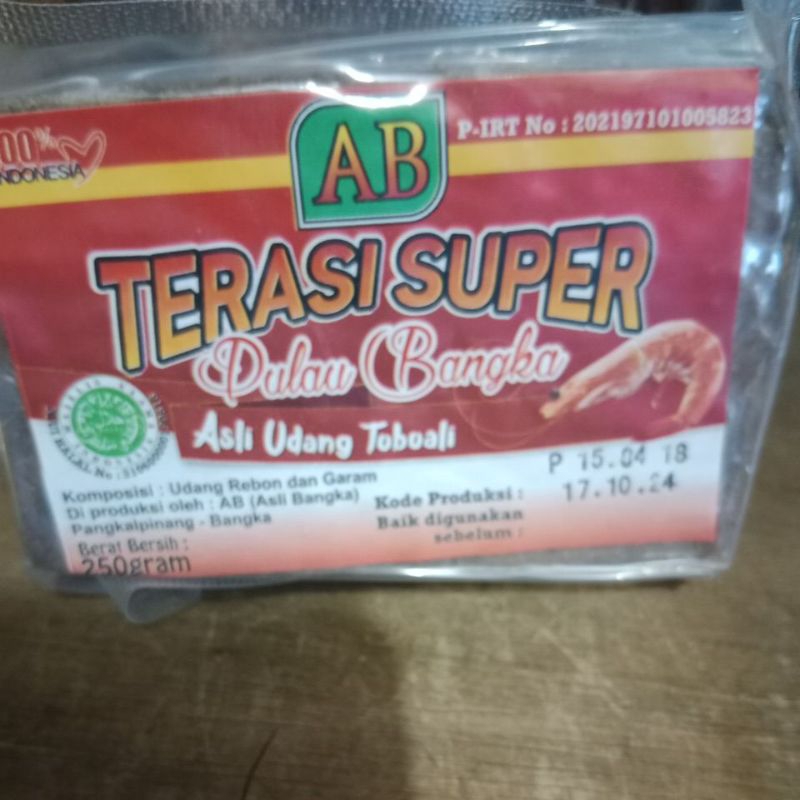 00%
INDONESIA
AB
P-IRT No : 202197101005823
TERASI SUPER
Pulau Bangka
Asli Udang Toboali
Komposisi : Udang Rebon dan Garam
Di produksi oleh : AB (Asli Bangka)
Pangkalpinang - Bangka
Berat Bersih :
250gram
Kode Produksi :
Baik digunakan
sebelum :
P 15.04 18
17.10.24